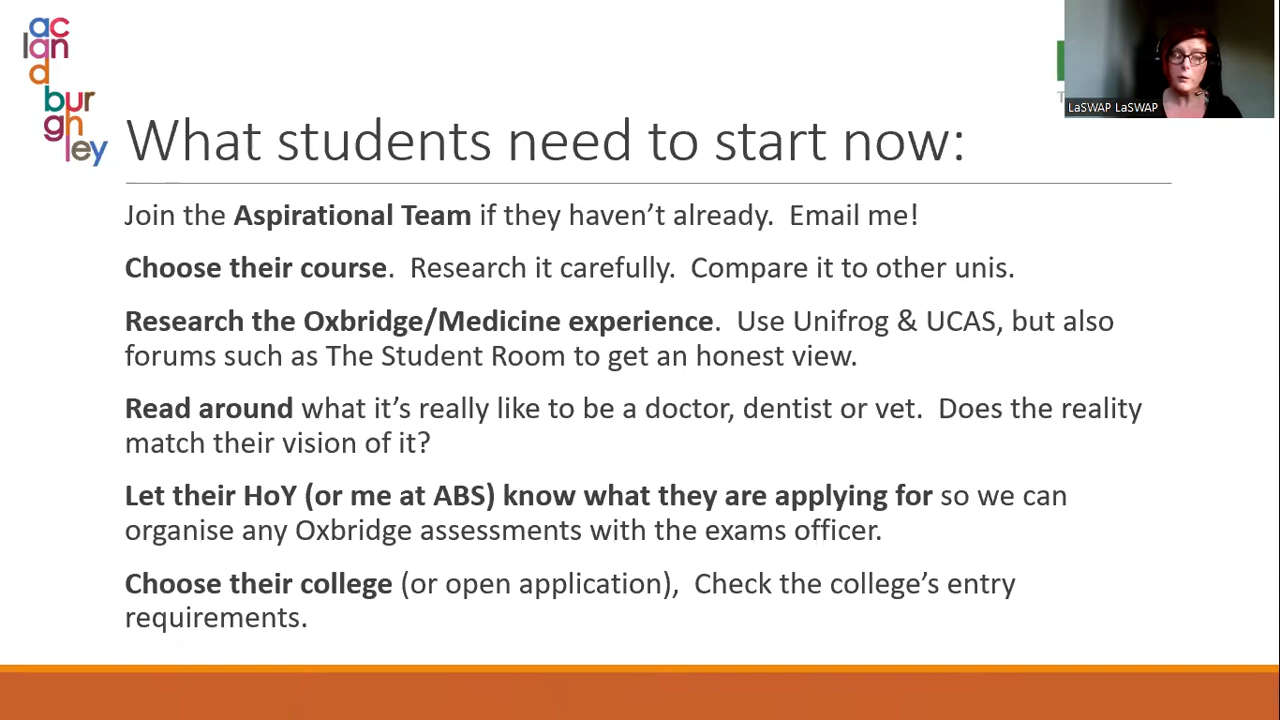 ac
lan
d
bur
gh
ley
LaSWAP LaSWAP
What students need to start now:
Join the Aspirational Team if they haven’t already.  Email me!
Choose their course.  Research it carefully.  Compare it to other unis.
Research the Oxbridge/Medicine experience.  Use Unifrog & UCAS, but also
forums such as The Student Room to get an honest view.
Read around what it’s really like to be a doctor, dentist or vet.  Does the reality
match their vision of it?
Let their HoY (or me at ABS) know what they are applying for so we can
organise any Oxbridge assessments with the exams officer.
Choose their college (or open application),  Check the college’s entry
requirements.